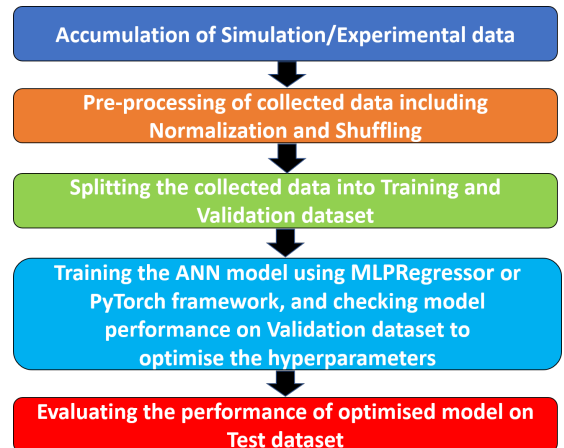 Accumulation of Simulation/Experimental data
Pre-processing of collected data including
Normalization and Shuffling
Splitting the collected data into Training and
Validation dataset
Training the ANN model using MLPRegressor or
PyTorch framework, and checking model
performance on Validation dataset to
optimise the hyperparameters
Evaluating the performance of optimised model on
Test dataset